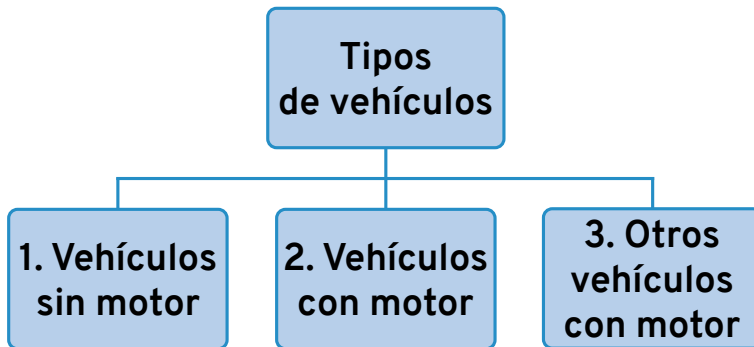 Tipos
de vehículos
1. Vehículos
sin motor
2. Vehículos
con motor
3. Otros
vehículos
con motor